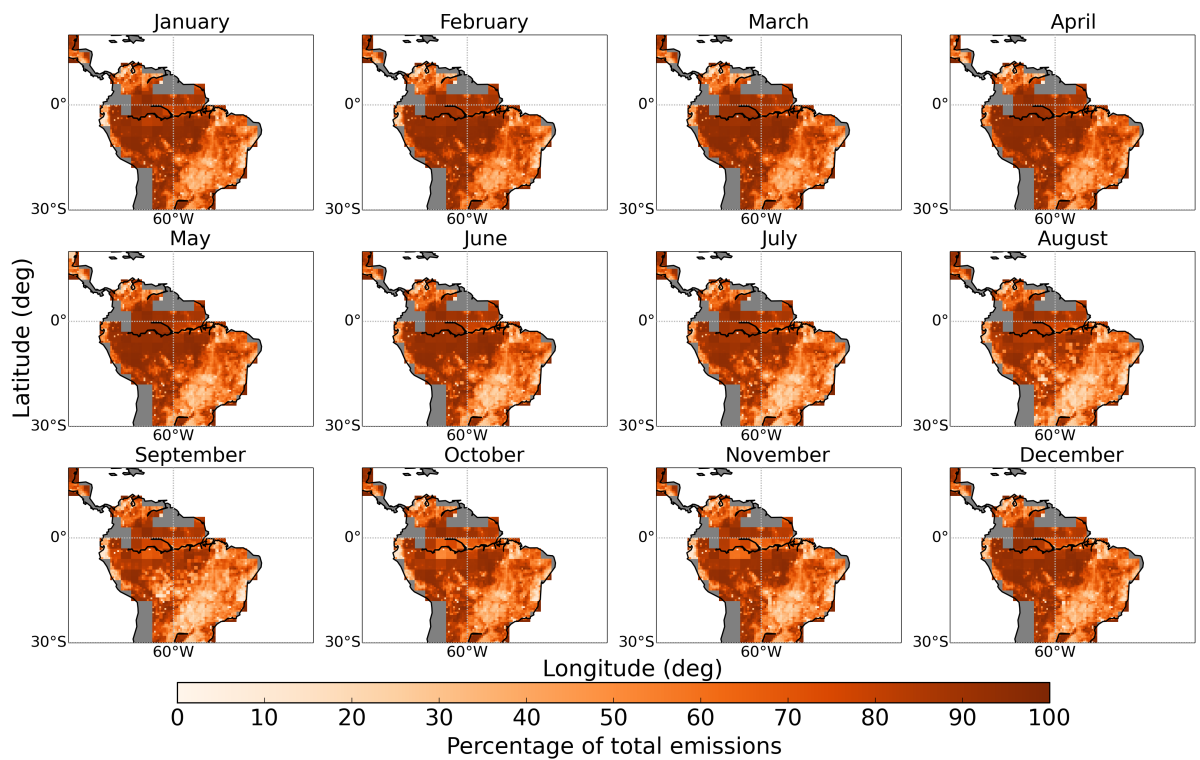 January February March April
0° 0° 0° 0°
30°S 30°S 30°S 30°S
60°W 60°W 60°W 60°W
May June July August
0° 0° 0° 0°
30°S 30°S 30°S 30°S
60°W 60°W 60°W 60°W
Latitude (deg)
September October November December
0° 0° 0° 0°
30°S 30°S 30°S 30°S
60°W 60°W 60°W 60°W
Longitude (deg)
0 10 20 30 40 50 60 70 80 90 100
Percentage of total emissions